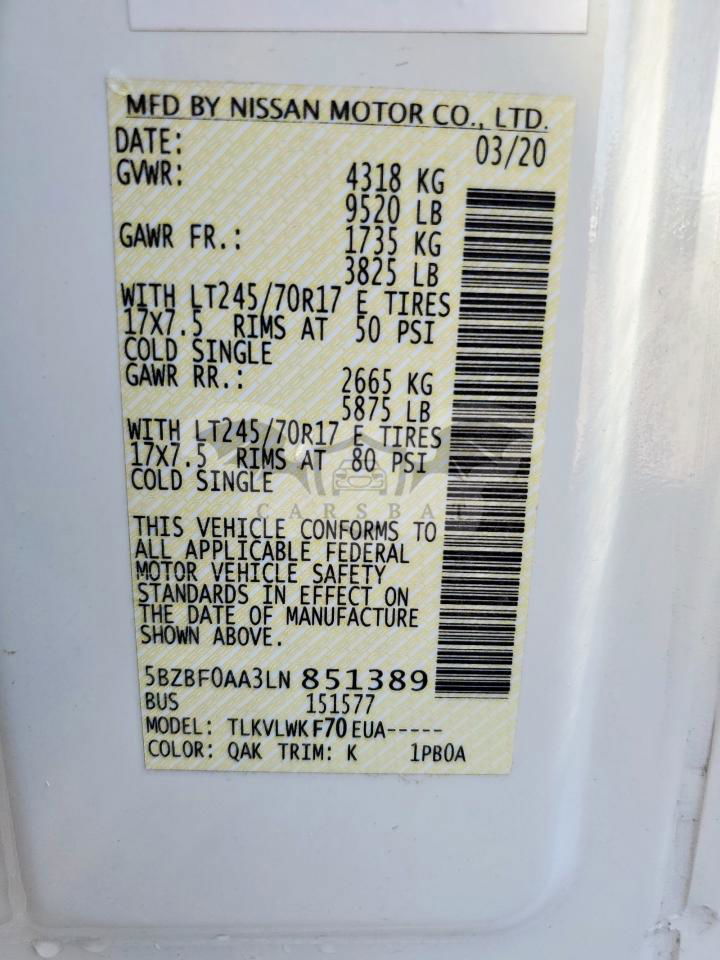 MFD BY NISSAN MOTOR CO., LTD.
DATE: 03/20
GVWR: 4318 KG
9520 LB
GAWR FR.: 1735 KG
3825 LB
WITH LT245/70R17 E TIRES
17X7.5 RIMS AT 50 PSI
COLD SINGLE
GAWR RR.: 2665 KG
5875 LB
WITH LT245/70R17 E TIRES
17X7.5 RIMS AT 80 PSI
COLD SINGLE
CARSBAT
THIS VEHICLE CONFORMS TO
ALL APPLICABLE FEDERAL
MOTOR VEHICLE SAFETY
STANDARDS IN EFFECT ON
THE DATE OF MANUFACTURE
SHOWN ABOVE.
5BZBF0AA3LN 851389
BUS 151577
MODEL: TLKVLWKF70EUA-----
COLOR: QAK TRIM: K 1PB0A